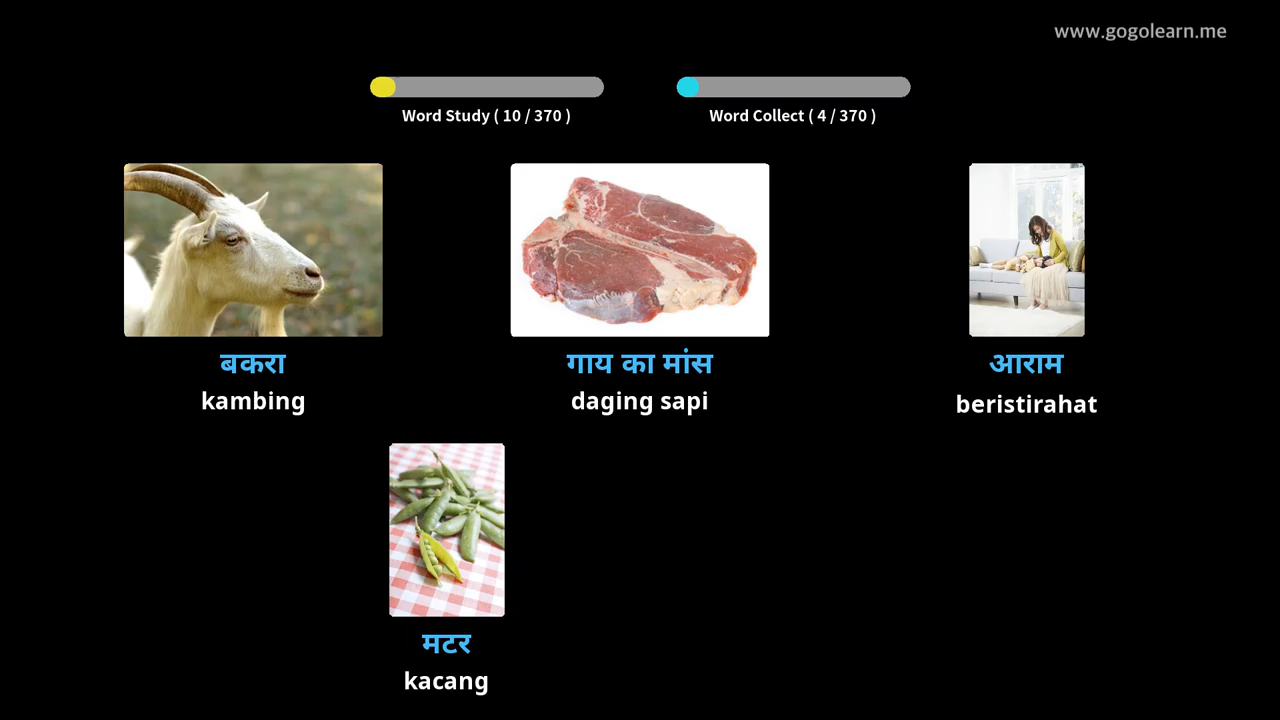 www.gogolearn.me
Word Study ( 10 / 370 )
Word Collect ( 4 / 370 )
बकरा
kambing
गाय का मांस
daging sapi
आराम
beristirahat
मटर
kacang